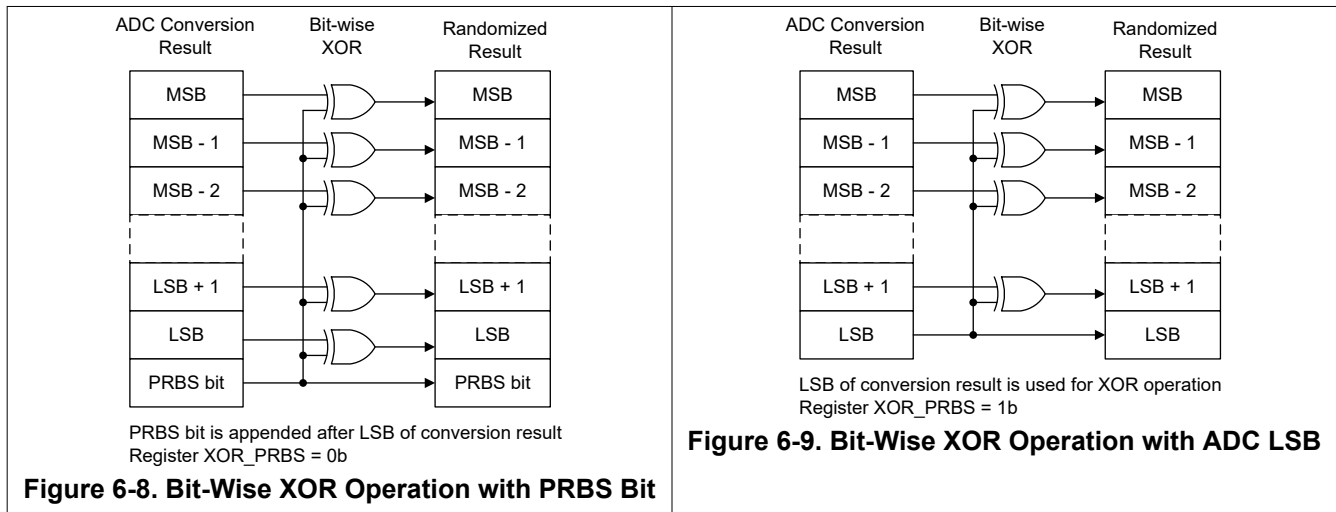 ADC Conversion Result
Bit-wise XOR
Randomized Result
MSB
MSB
MSB - 1
MSB - 1
MSB - 2
MSB - 2
LSB + 1
LSB + 1
LSB
LSB
PRBS bit
PRBS bit
PRBS bit is appended after LSB of conversion result
Register XOR_PRBS = 0b
Figure 6-8. Bit-Wise XOR Operation with PRBS Bit
ADC Conversion Result
Bit-wise XOR
Randomized Result
MSB
MSB
MSB - 1
MSB - 1
MSB - 2
MSB - 2
LSB + 1
LSB + 1
LSB
LSB
LSB of conversion result is used for XOR operation
Register XOR_PRBS = 1b
Figure 6-9. Bit-Wise XOR Operation with ADC LSB